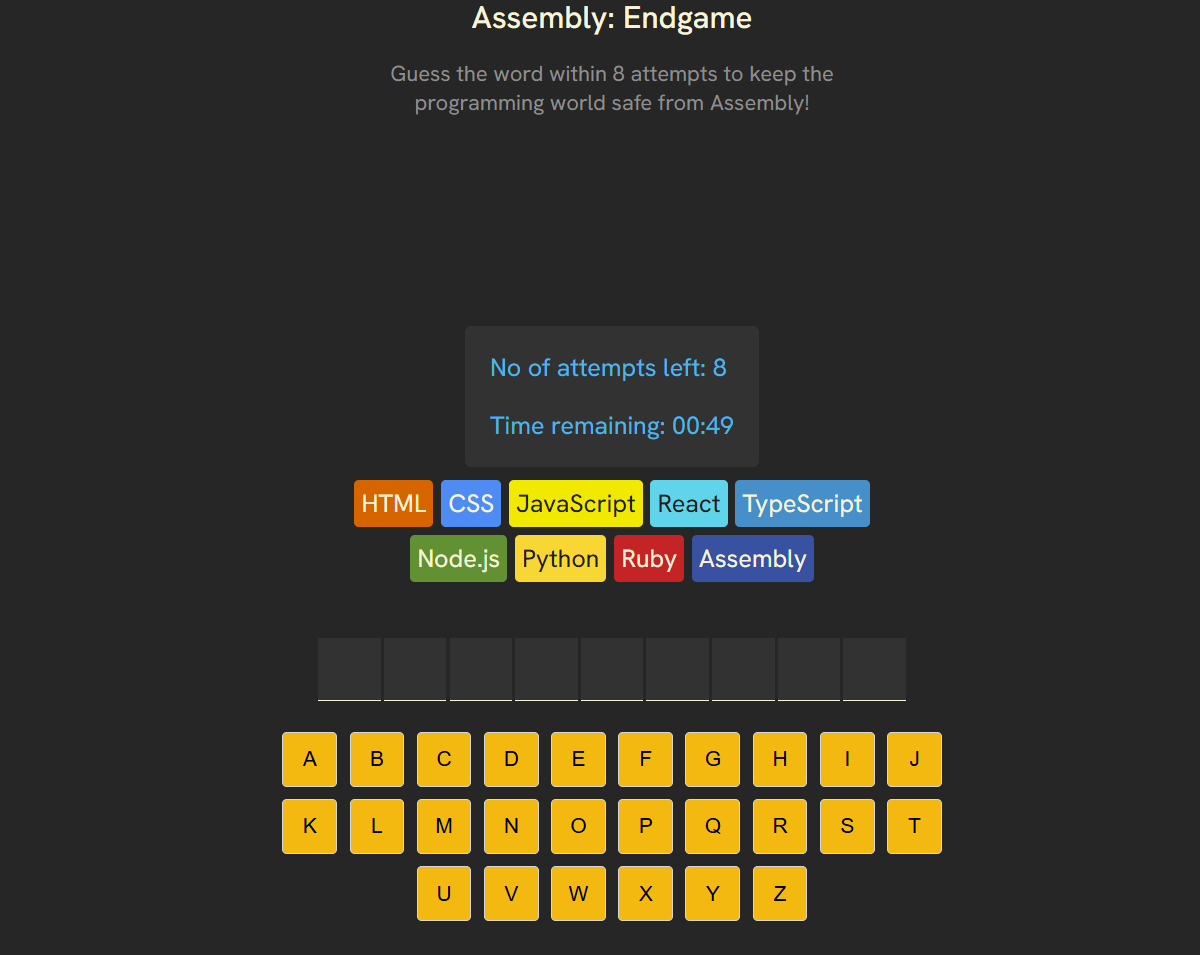 Assembly: Endgame
Guess the word within 8 attempts to keep the
programming world safe from Assembly!
No of attempts left: 8
Time remaining: 00:49
HTML CSS JavaScript React TypeScript
Node.js Python Ruby Assembly
A B C D E F G H I J
K L M N O P Q R S T
U V W X Y Z